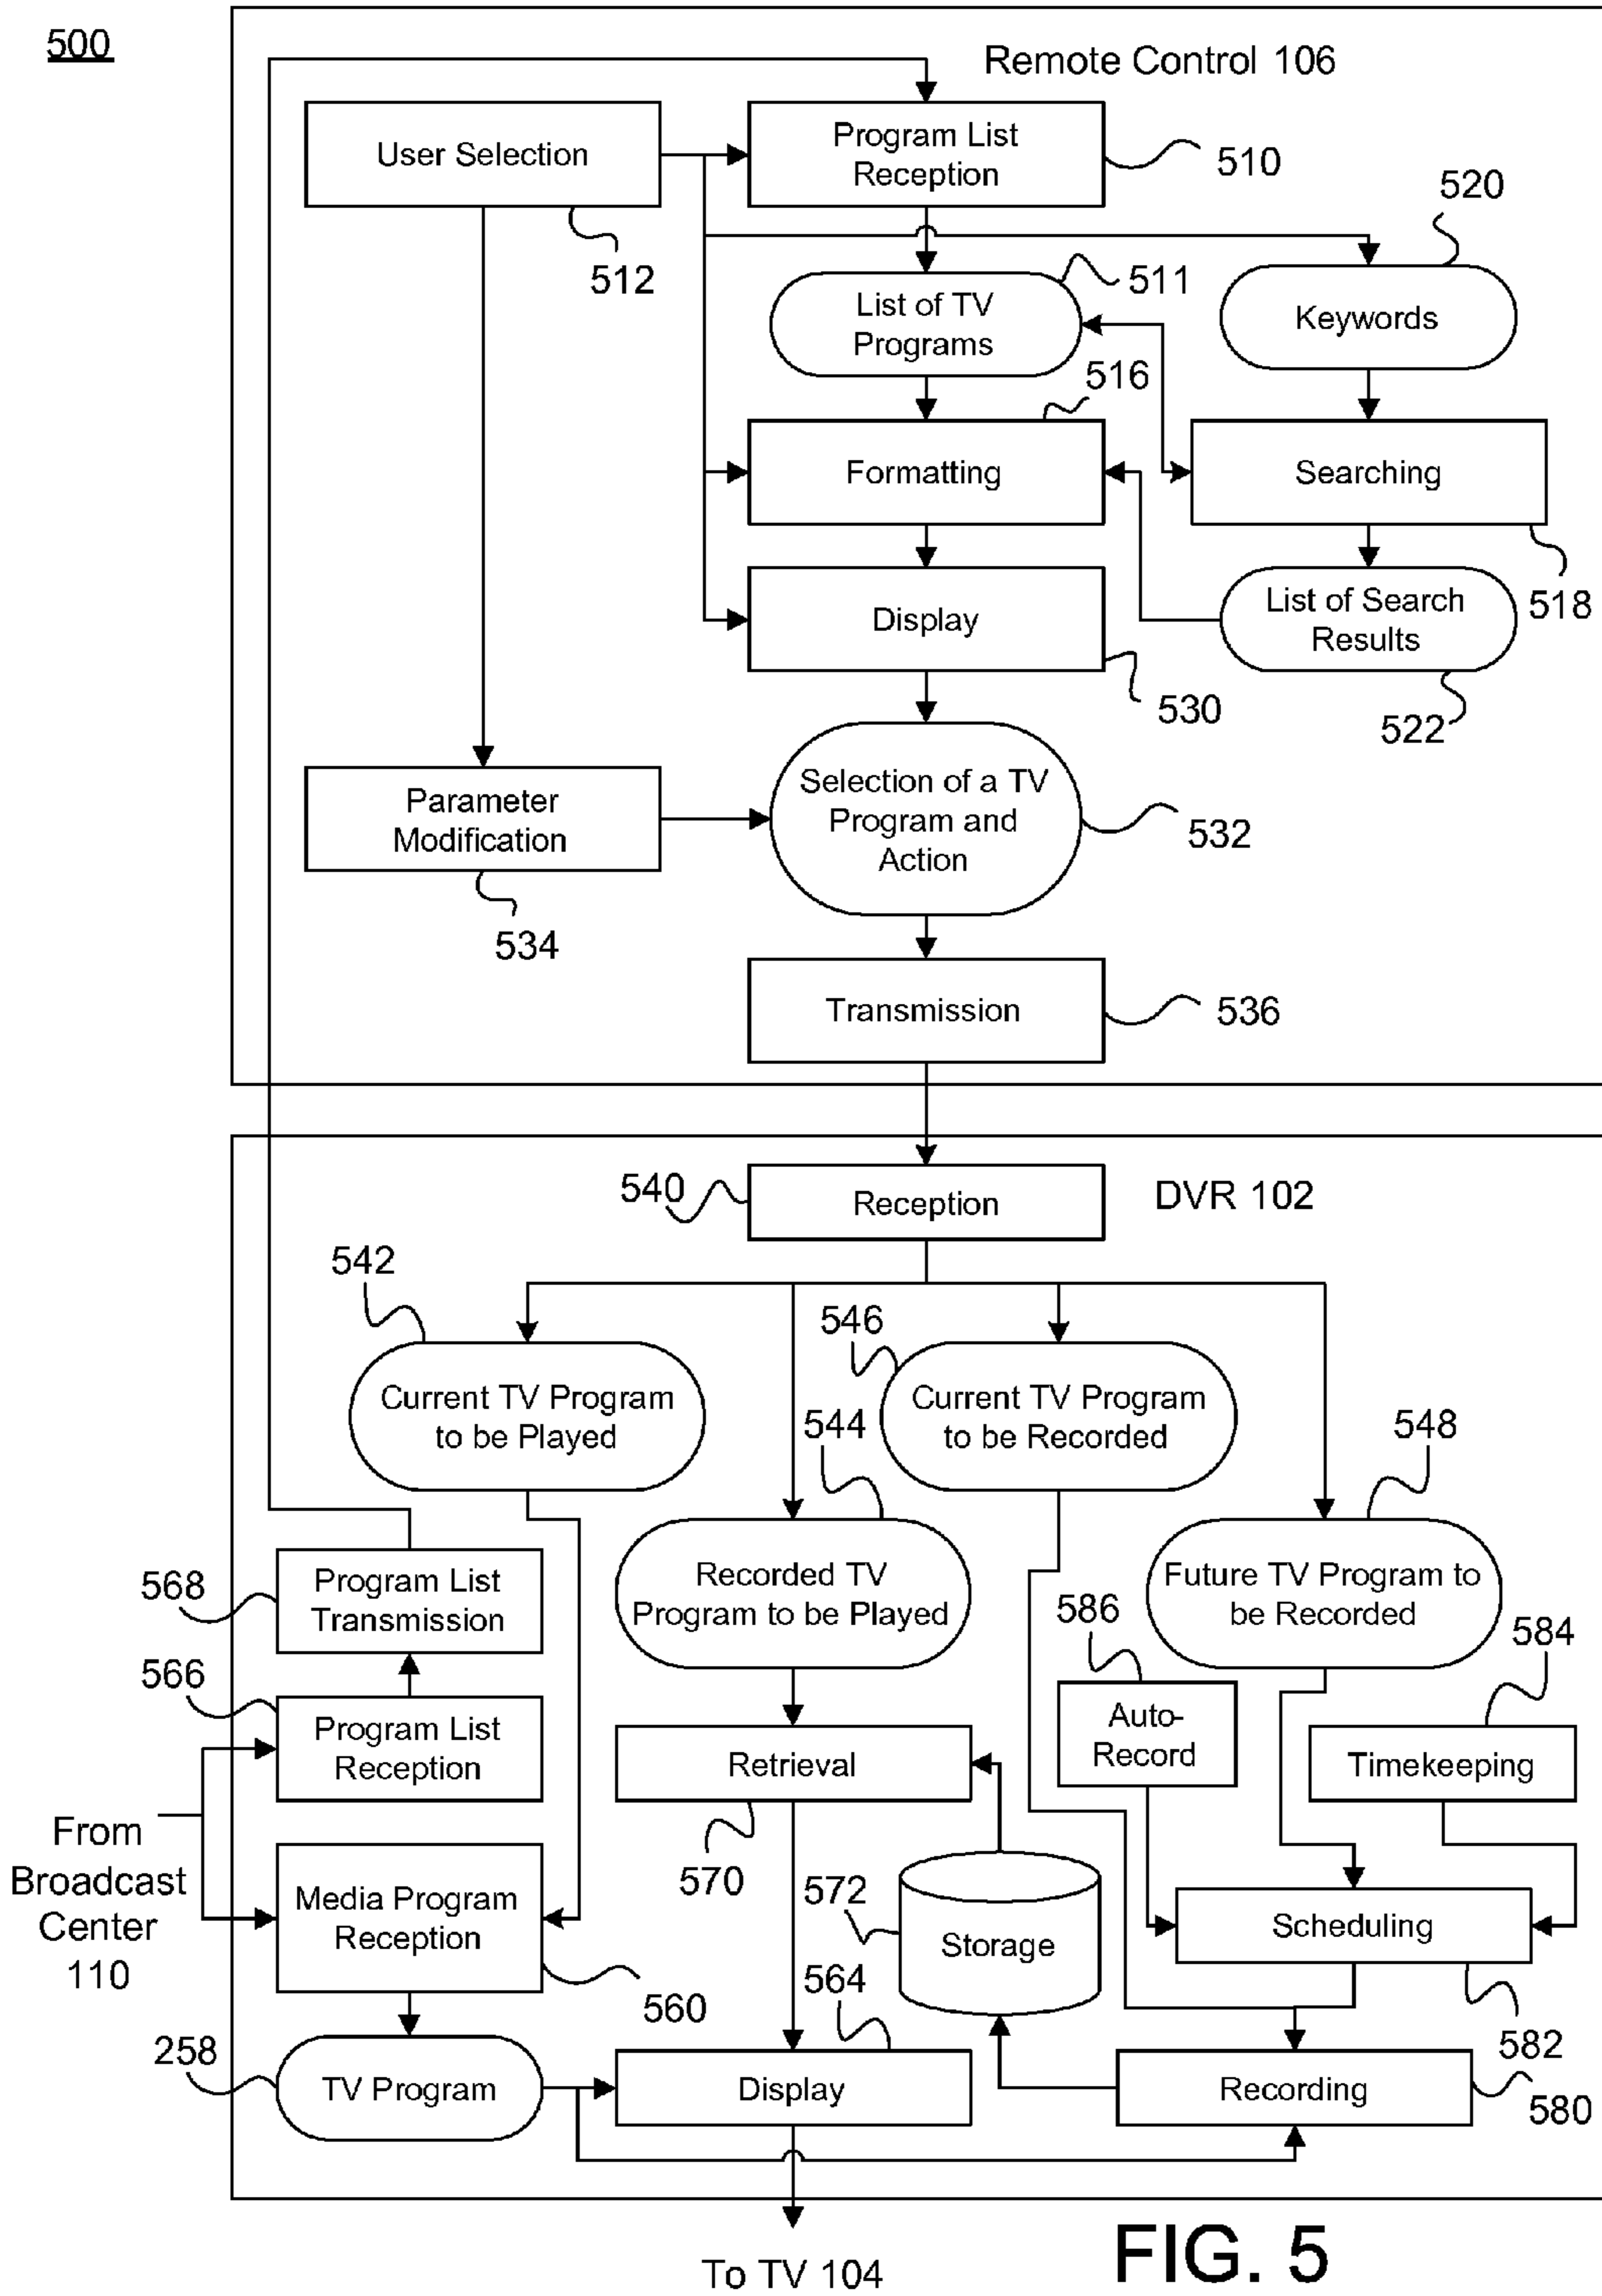 500
Remote Control 106
User Selection
Program List
Reception
510
520
512
511
List of TV
Programs
Keywords
516
Formatting
Searching
Display
List of Search
Results
518
530
522
Parameter
Modification
Selection of a TV
Program and
Action
532
534
Transmission
536
540
Reception
DVR 102
542
546
Current TV Program
to be Played
544
Current TV Program
to be Recorded
548
568
Program List
Transmission
Recorded TV
Program to be Played
586
Future TV Program to
be Recorded
584
566
Program List
Reception
Retrieval
Auto-
Record
Timekeeping
From
Broadcast
Center
110
Media Program
Reception
570
572
Storage
Scheduling
560
564
582
258
TV Program
Display
Recording
580
To TV 104
FIG. 5